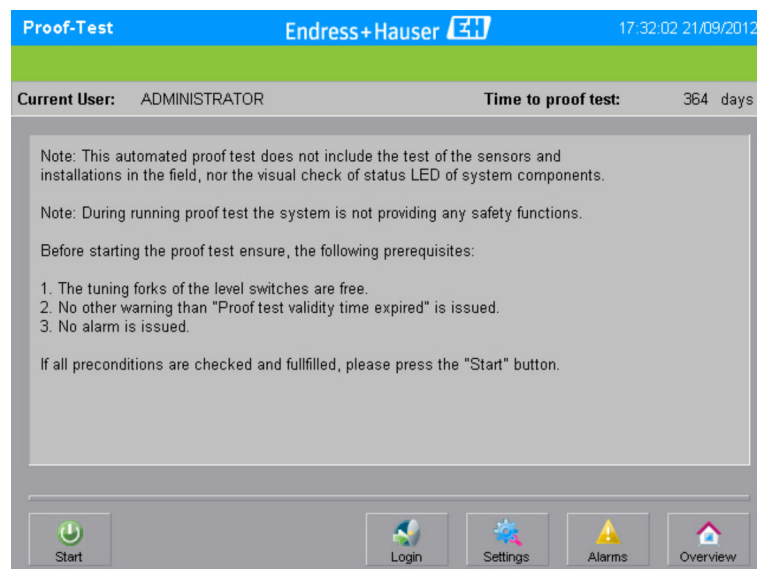 Proof-Test
Endress+Hauser EH
17:32:02 21/09/2012
Current User: ADMINISTRATOR
Time to proof test: 364 days
Note: This automated proof test does not include the test of the sensors and
installations in the field, nor the visual check of status LED of system components.
Note: During running proof test the system is not providing any safety functions.
Before starting the proof test ensure, the following prerequisites:
1. The tuning forks of the level switches are free.
2. No other warning than "Proof test validity time expired" is issued.
3. No alarm is issued.
If all preconditions are checked and fullfilled, please press the "Start" button.
Start
Login
Settings
Alarms
Overview